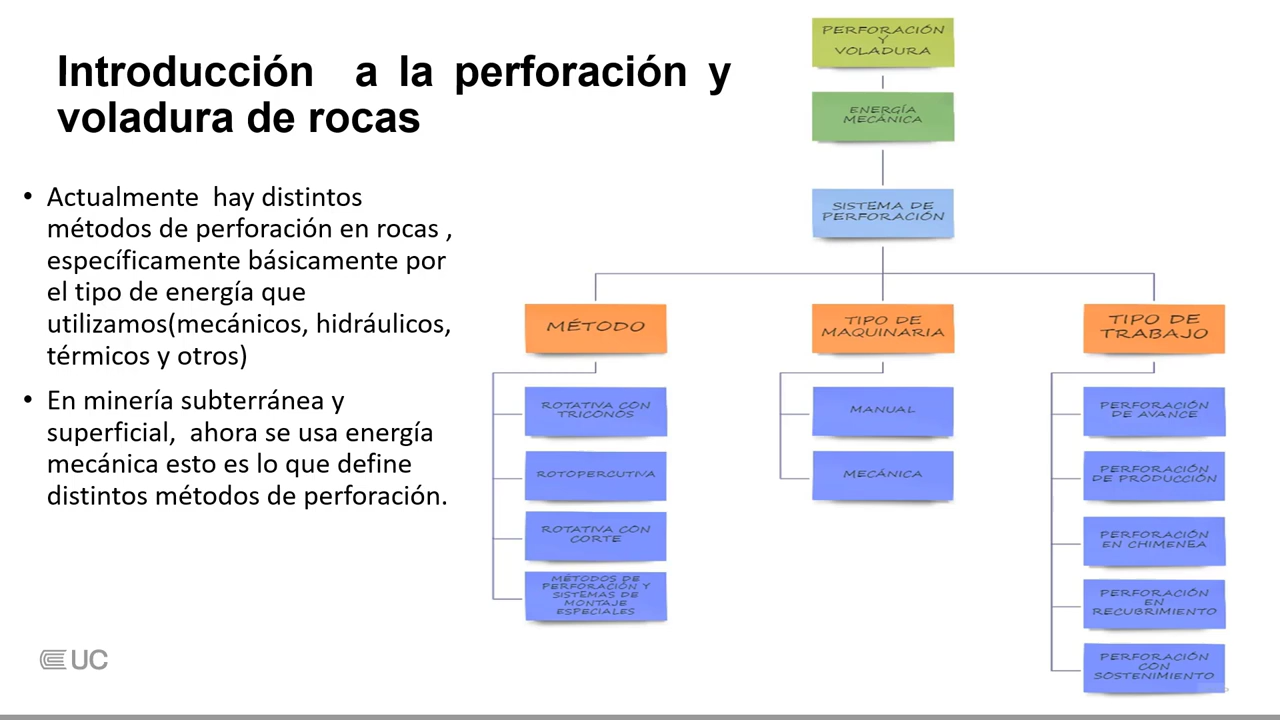 Introducción a la perforación y
voladura de rocas
• Actualmente hay distintos
métodos de perforación en rocas ,
específicamente básicamente por
el tipo de energía que
utilizamos(mecánicos, hidráulicos,
térmicos y otros)
• En minería subterránea y
superficial, ahora se usa energía
mecánica esto es lo que define
distintos métodos de perforación.
UC
PERFORACIÓN
Y
VOLADURA
ENERGÍA
MECÁNICA
SISTEMA DE
PERFORACIÓN
MÉTODO
ROTATIVA CON
TRICONOS
ROTOPERCUTIVA
ROTATIVA CON
CORTE
MÉTODOS DE
PERFORACIÓN Y
SISTEMAS DE
MONTAJE
ESPECIALES
TIPO DE
MAQUINARIA
MANUAL
MECÁNICA
TIPO DE
TRABAJO
PERFORACIÓN
DE AVANCE
PERFORACIÓN
DE PRODUCCIÓN
PERFORACIÓN
EN CHIMENEA
PERFORACIÓN
EN
RECUBRIMIENTO
PERFORACIÓN
CON
SOSTENIMIENTO